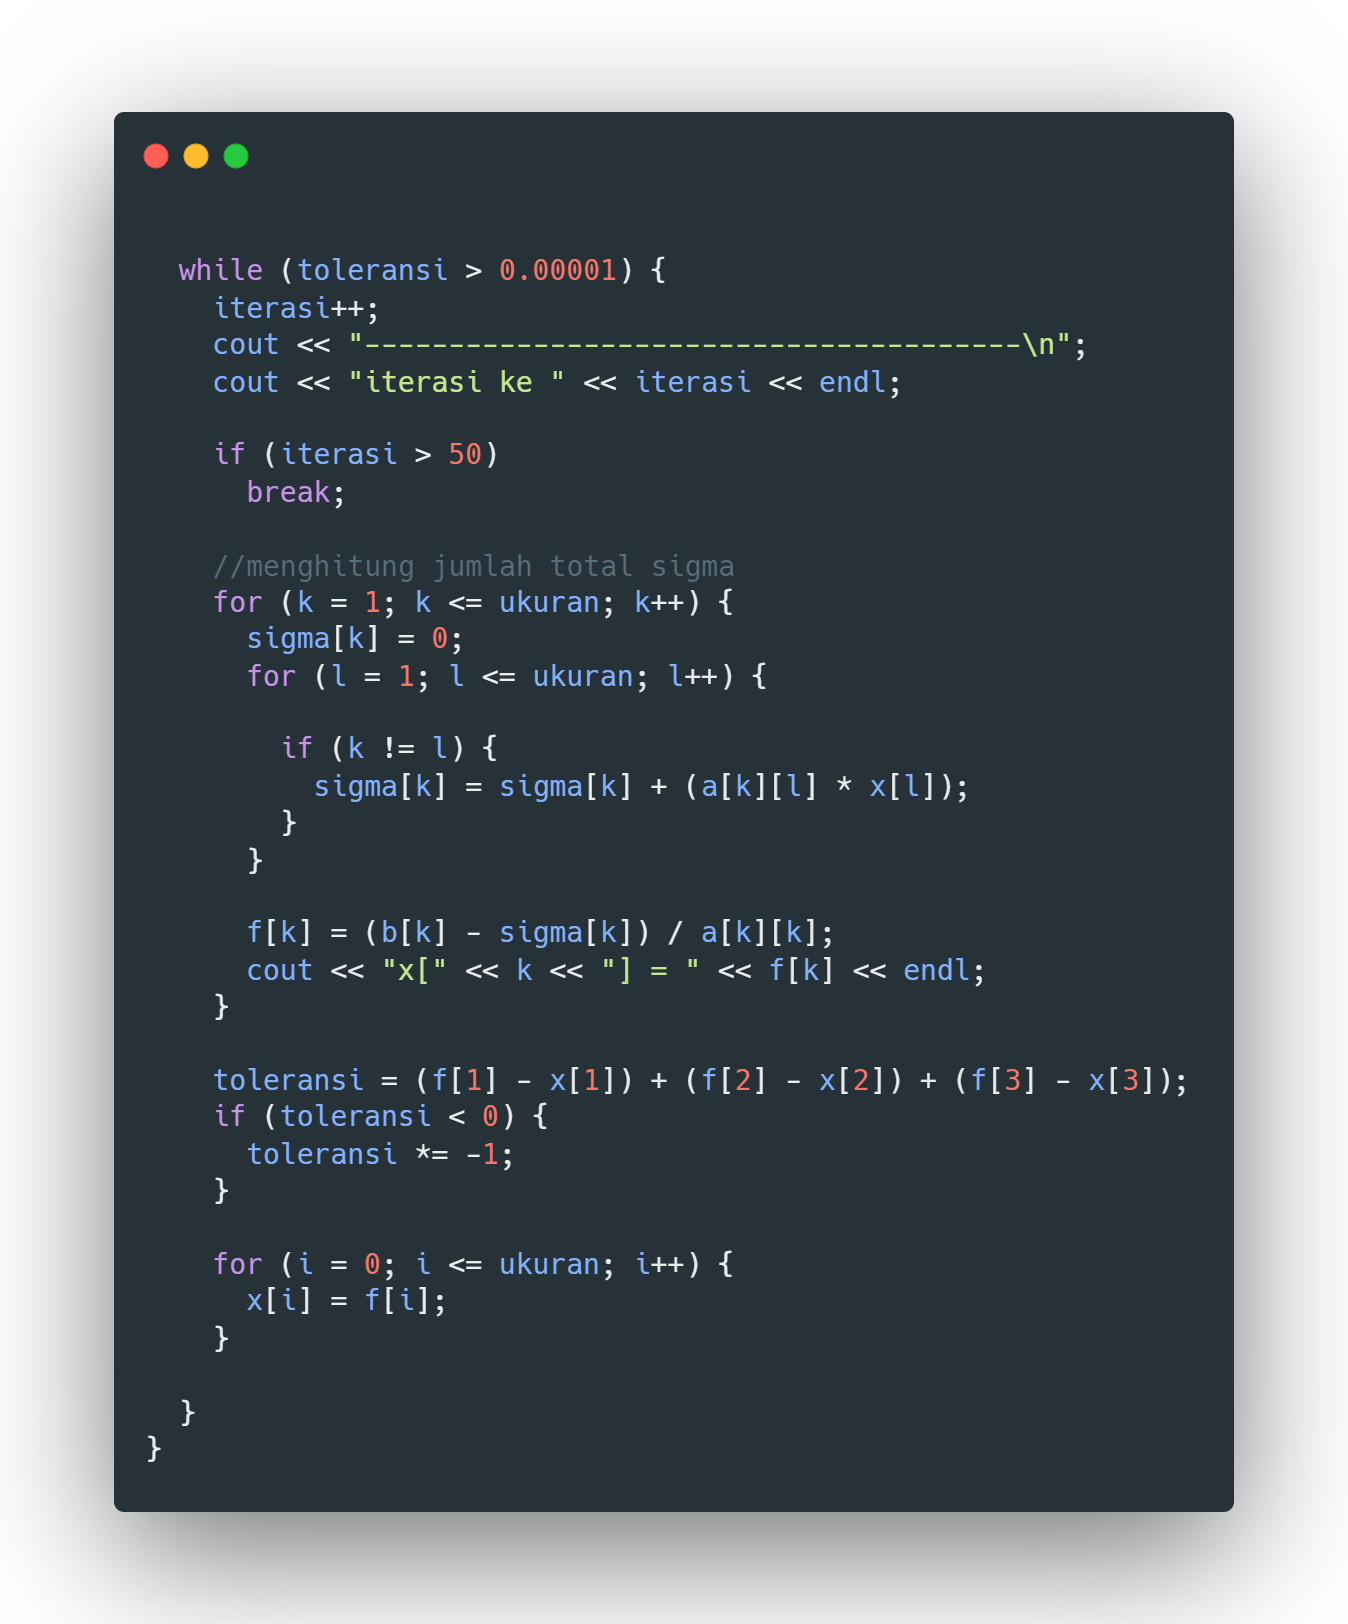 while (toleransi > 0.00001) {
iterasi++;
cout << "---------------------------------------\n";
cout << "iterasi ke " << iterasi << endl;
if (iterasi > 50)
break;
//menghitung jumlah total sigma
for (k = 1; k <= ukuran; k++) {
sigma[k] = 0;
for (l = 1; l <= ukuran; l++) {
if (k != l) {
sigma[k] = sigma[k] + (a[k][l] * x[l]);
}
}
f[k] = (b[k] - sigma[k]) / a[k][k];
cout << "x[" << k << "] = " << f[k] << endl;
}
toleransi = (f[1] - x[1]) + (f[2] - x[2]) + (f[3] - x[3]);
if (toleransi < 0) {
toleransi *= -1;
}
for (i = 0; i <= ukuran; i++) {
x[i] = f[i];
}
}
}